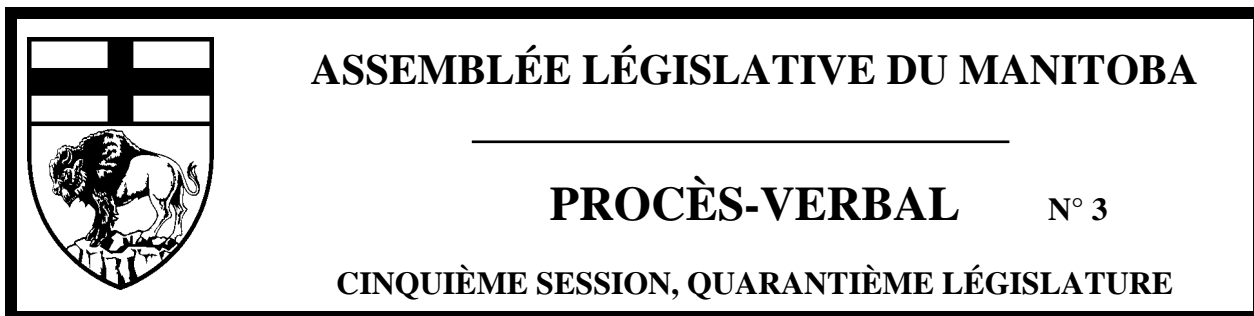 ASSEMBLÉE LÉGISLATIVE DU MANITOBA
PROCÈS-VERBAL N° 3
CINQUIÈME SESSION, QUARANTIÈME LÉGISLATURE